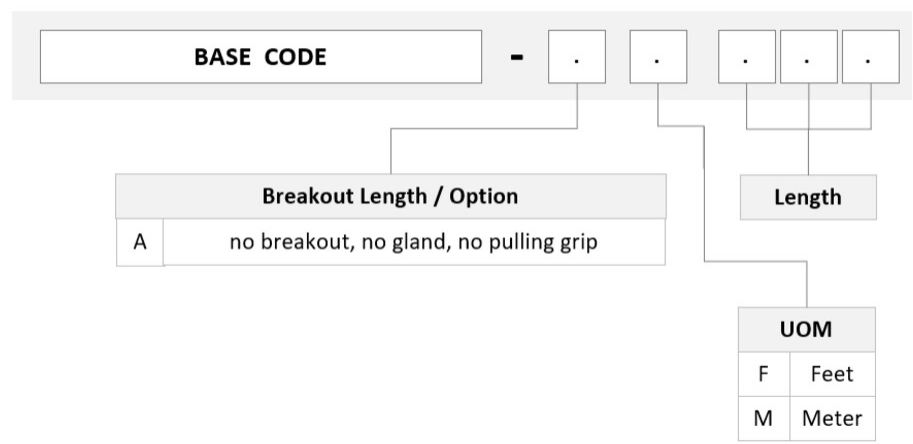 BASE CODE - . . . . .
Breakout Length / Option
A no breakout, no gland, no pulling grip
Length
UOM
F Feet
M Meter